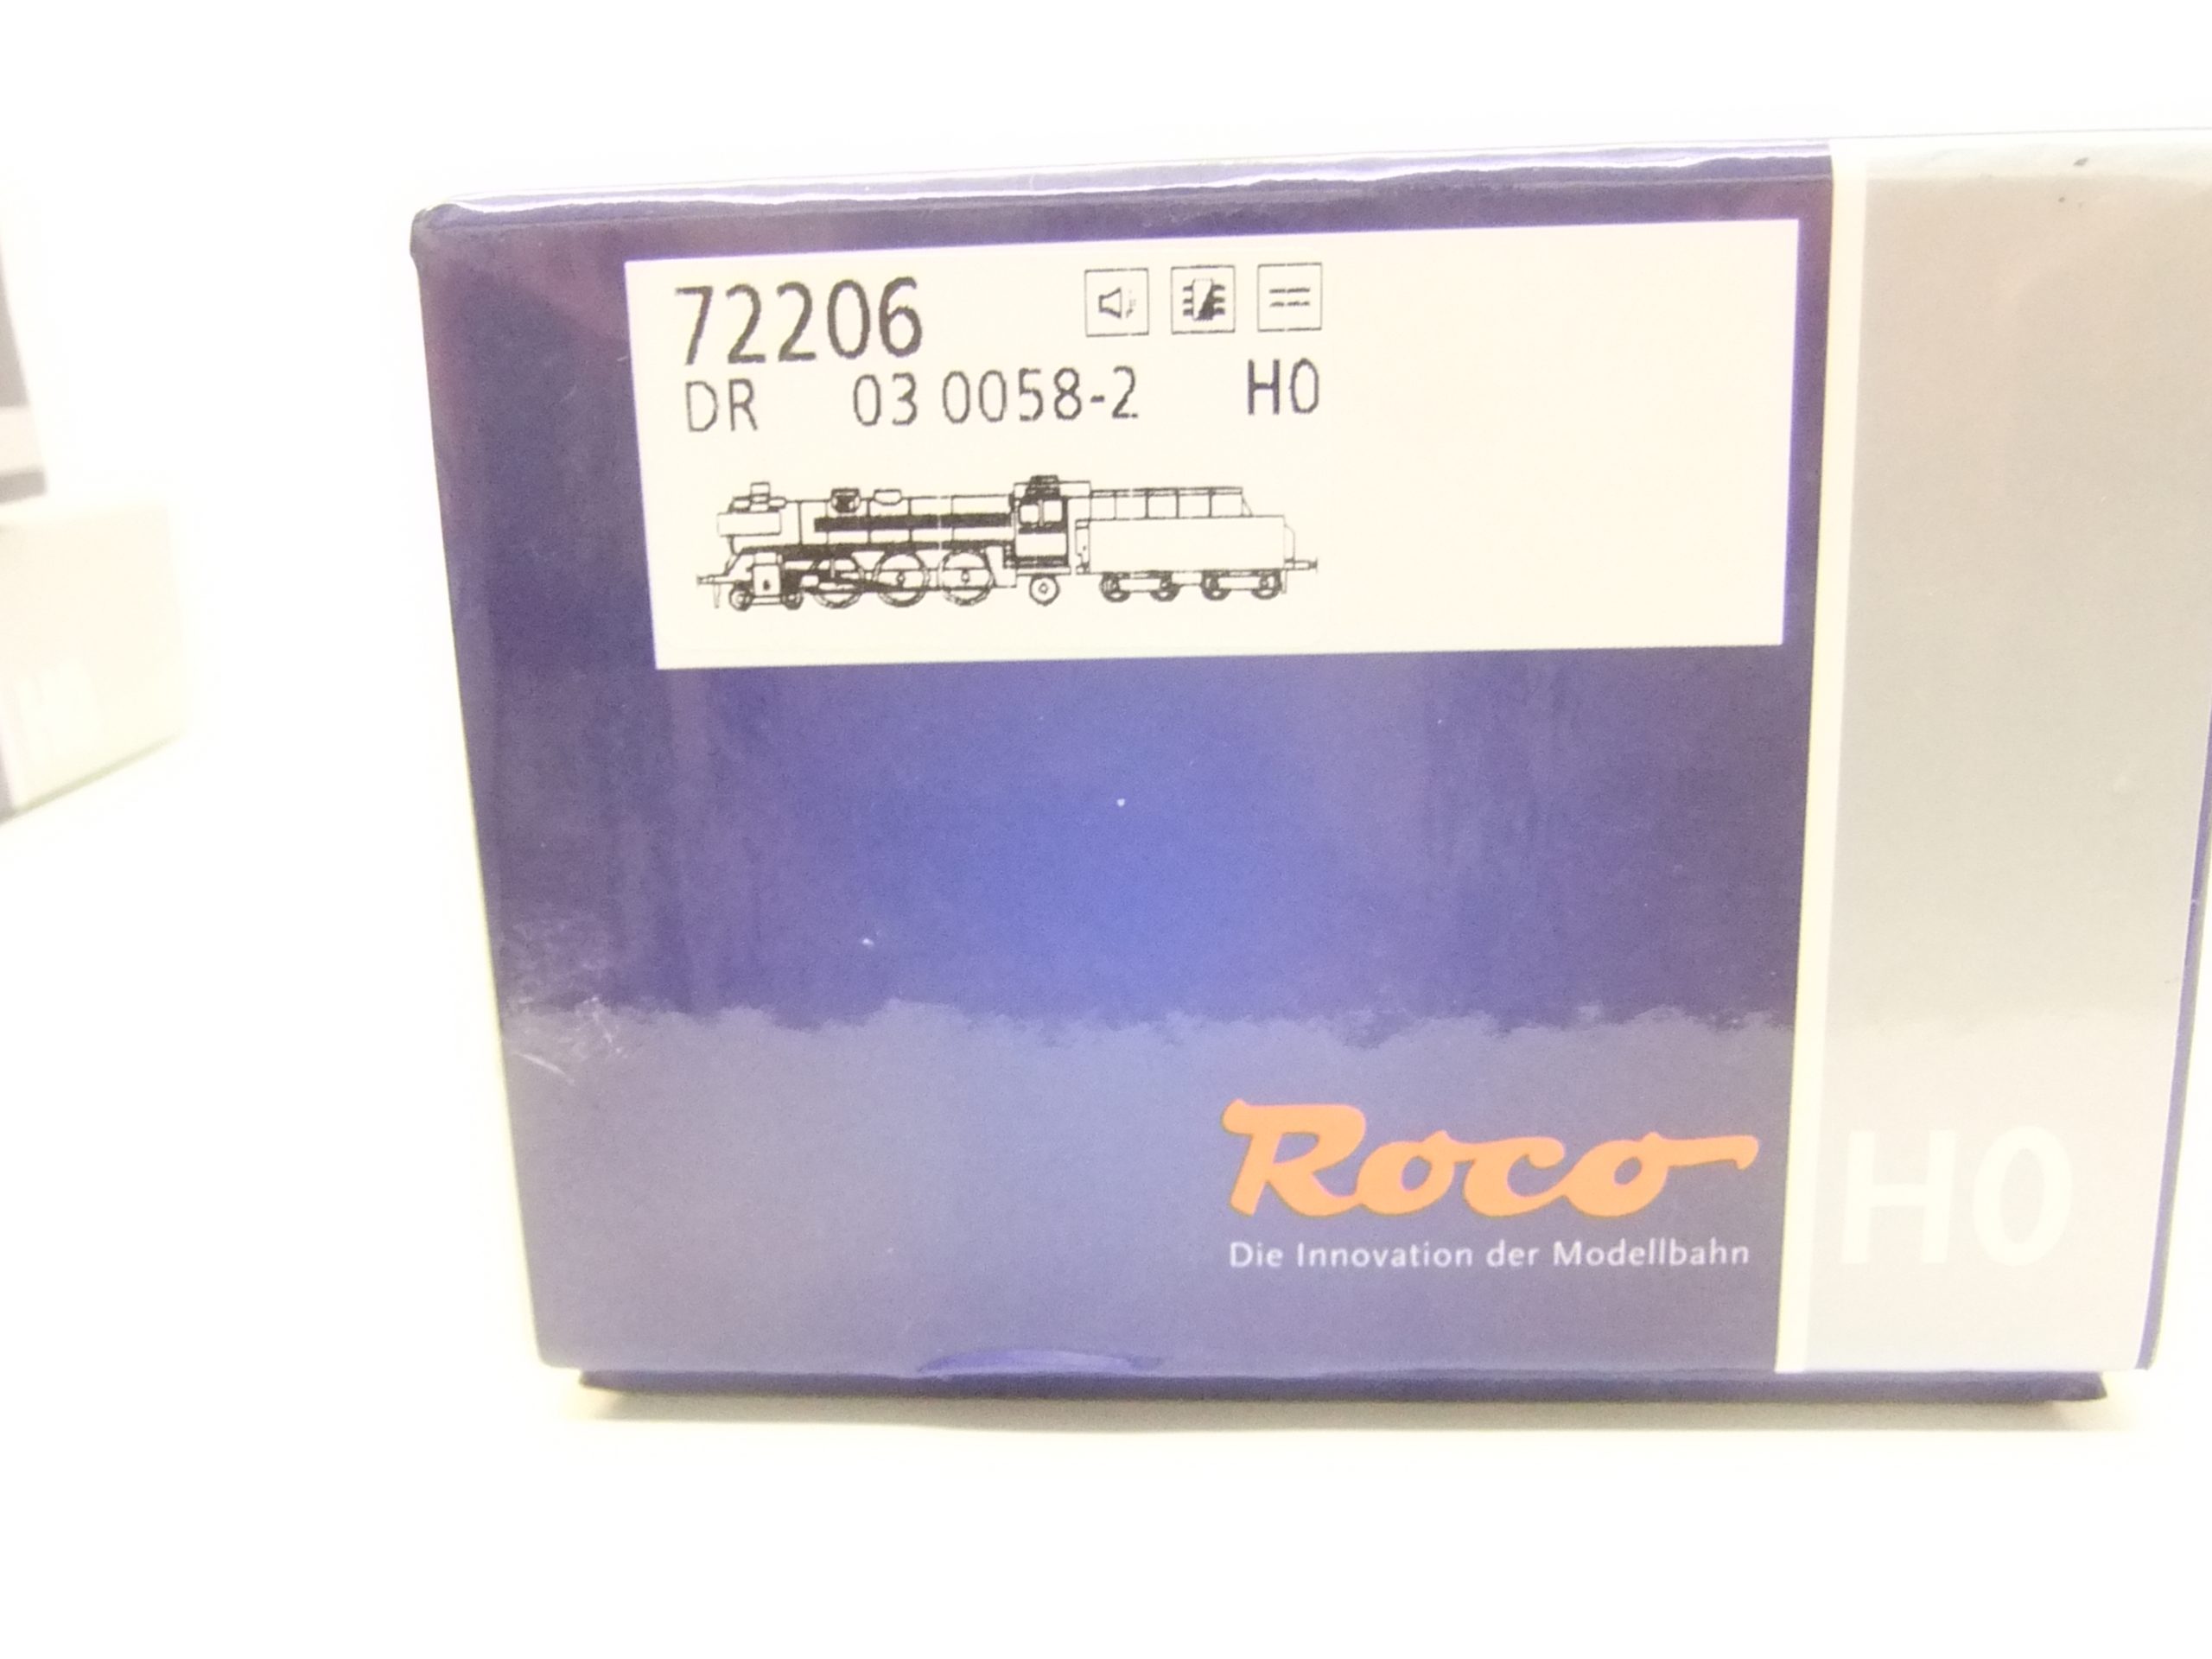 72206
DR 03 0058-2 H0
Roco
Die Innovation der Modellbahn
H0